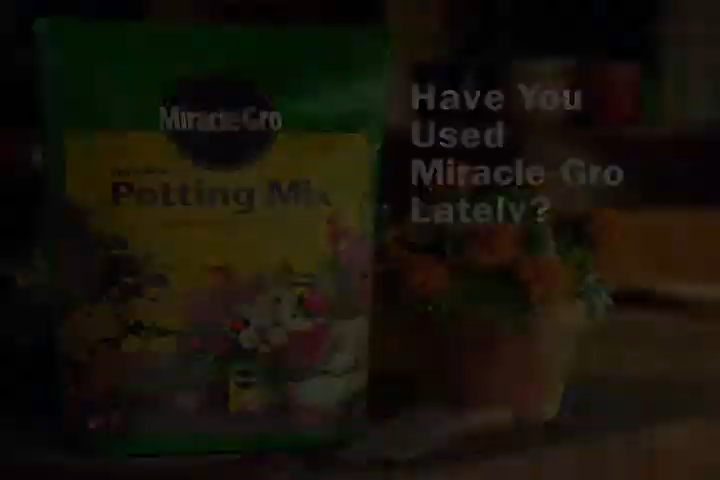 Miracle-Gro
Potting Mix
Have You
Used
Miracle-Gro
Lately?